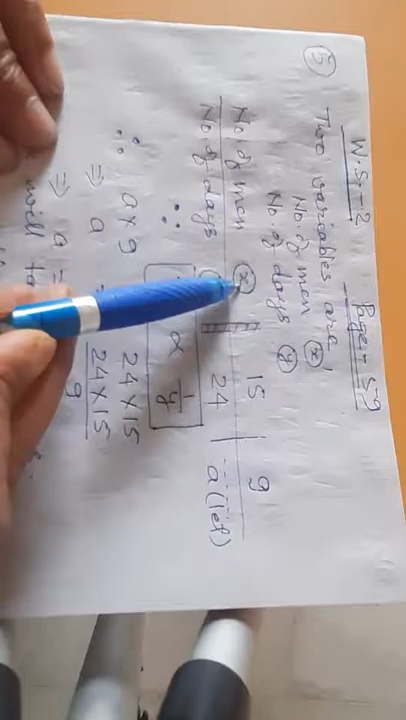 W.S.-2 Page:- 59
5 Two variables are,
No. of men (x)
No. of days (y)
No. of men (x) 15 9
No. of days 24 a (let)
∝ 1/y
∴ a × 9 24 × 15
⇒ a 24 × 15
9
⇒ a =
will